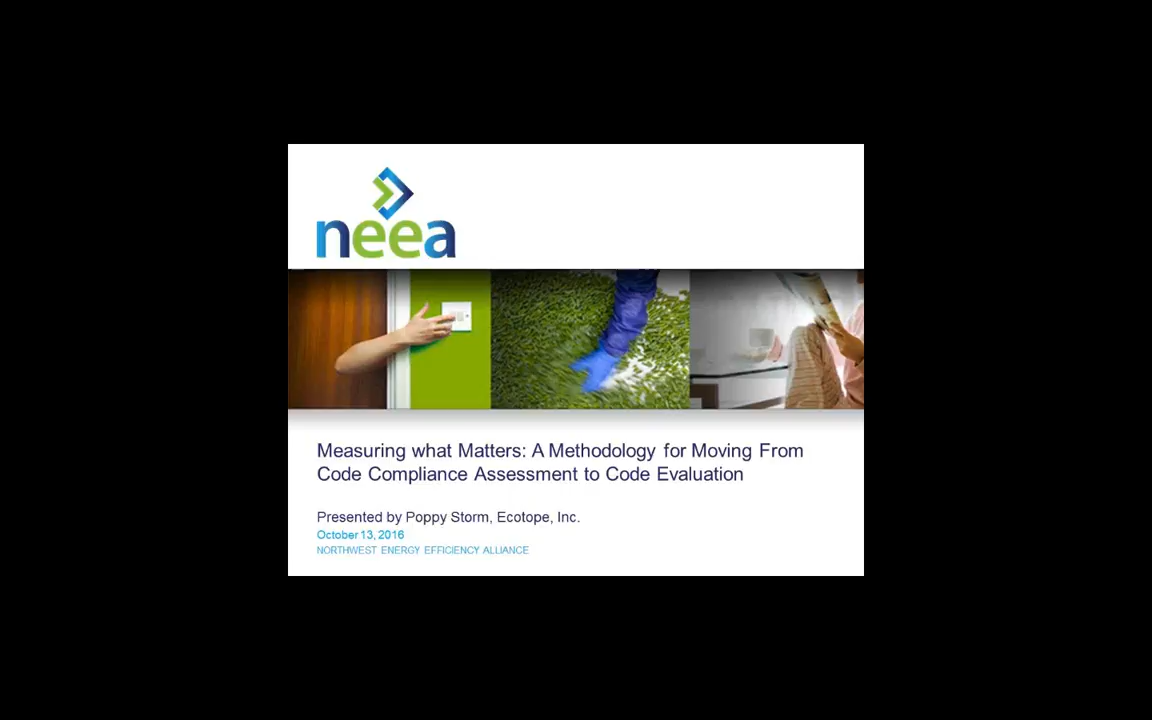 neea
Measuring what Matters: A Methodology for Moving From
Code Compliance Assessment to Code Evaluation
Presented by Poppy Storm, Ecotope, Inc.
October 13, 2016
NORTHWEST ENERGY EFFICIENCY ALLIANCE